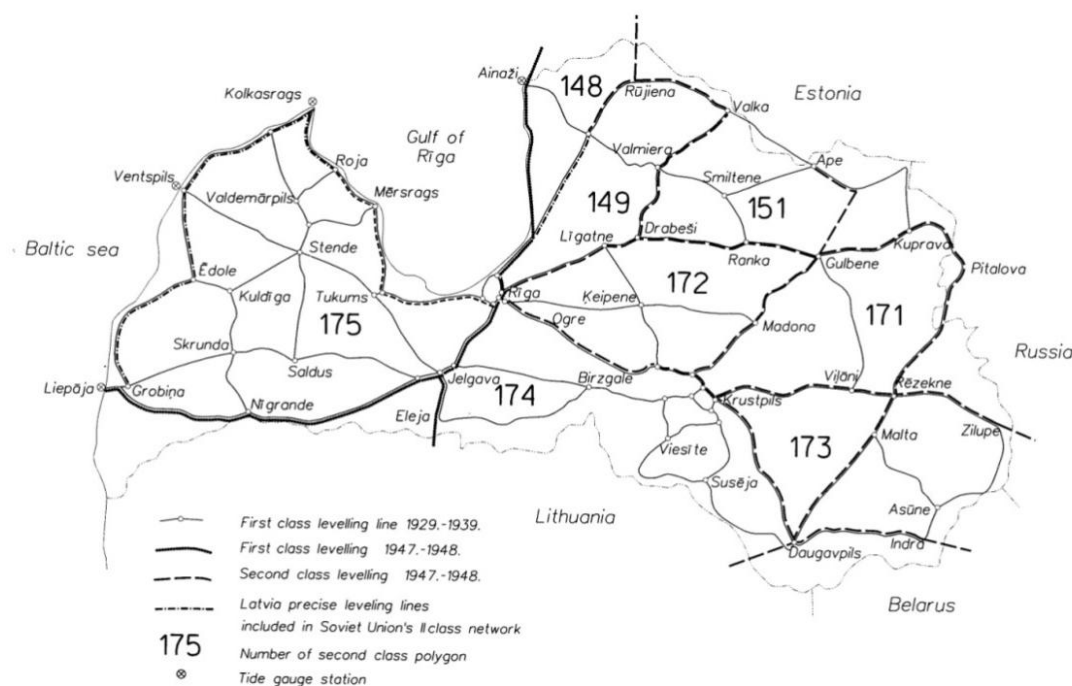 Ainaži
148
Rūjiena
Valka
Estonia
Kolkasrags
Gulf of
Rīga
Roja
Valmiera
Ape
Ventspils
Valdemārpils
Mērsrags
Smiltene
151
149
Baltic sea
Stende
Līgatne
Drabeši
Ranka
Gulbene
Kuprava
Pitalova
Ēdole
Kuldīga
Tukums
Rīga
Ķeipene
172
171
175
Ogre
Madona
Skrunda
Saldus
Russia
Liepāja
Grobiņa
Jelgava
174
Birzgale
Krustpils
Viļāni
Rēzekne
Nīgrande
Eleja
173
Malta
Zilupe
Viesīte
Susēja
Asūne
Lithuania
Daugavpils
Indra
Belarus
First class levelling line 1929.-1939.
First class levelling 1947.-1948.
Second class levelling 1947.-1948.
Latvia precise leveling lines
included in Soviet Union's II class network
175 Number of second class polygon
Tide gauge station